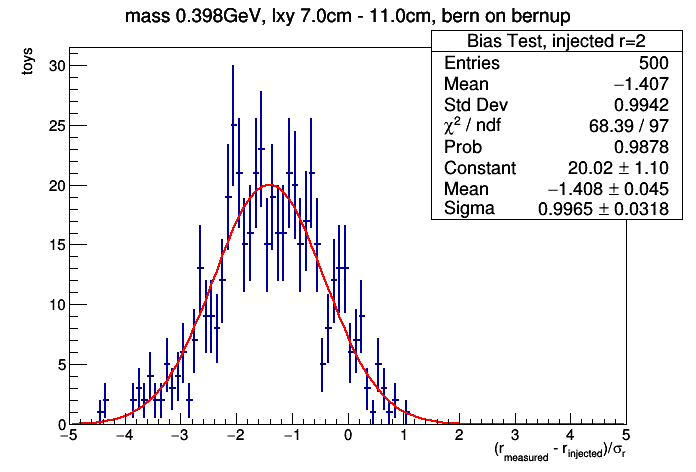 mass 0.398GeV, lxy 7.0cm - 11.0cm, bern on bernup
Bias Test, injected r=2
Entries 500
Mean −1.407
Std Dev 0.9942
χ² / ndf 68.39 / 97
Prob 0.9878
Constant 20.02 ± 1.10
Mean −1.408 ± 0.045
Sigma 0.9965 ± 0.0318
toys
30
25
20
15
10
5
0
−5 −4 −3 −2 −1 0 1 2 3 4 5
(r_measured - r_injected)/σ_r